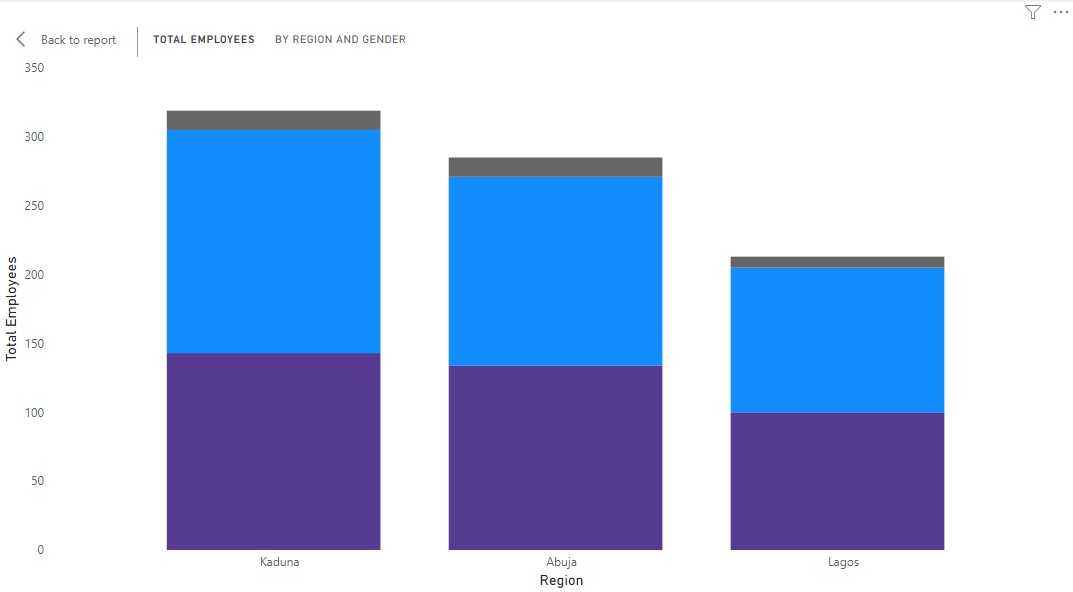 Back to report
TOTAL EMPLOYEES BY REGION AND GENDER
350
300
250
200
150
100
50
0
Total Employees
Kaduna Abuja Lagos
Region